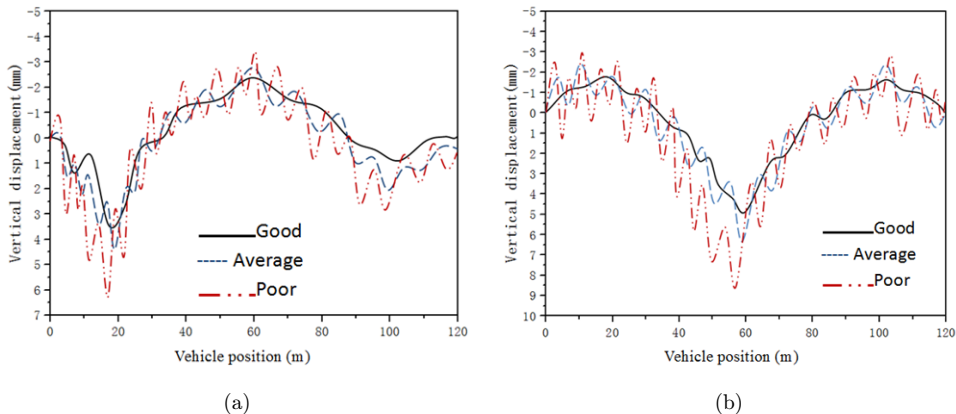 -5
-4
-3
-2
-1
0
1
2
3
4
5
6
7
Vertical displacement (mm)
Good
Average
Poor
0 20 40 60 80 100 120
Vehicle position (m)
(a)
-5
-4
-3
-2
-1
0
1
2
3
4
5
6
7
8
9
10
Vertical displacement (mm)
Good
Average
Poor
0 20 40 60 80 100 120
Vehicle position (m)
(b)